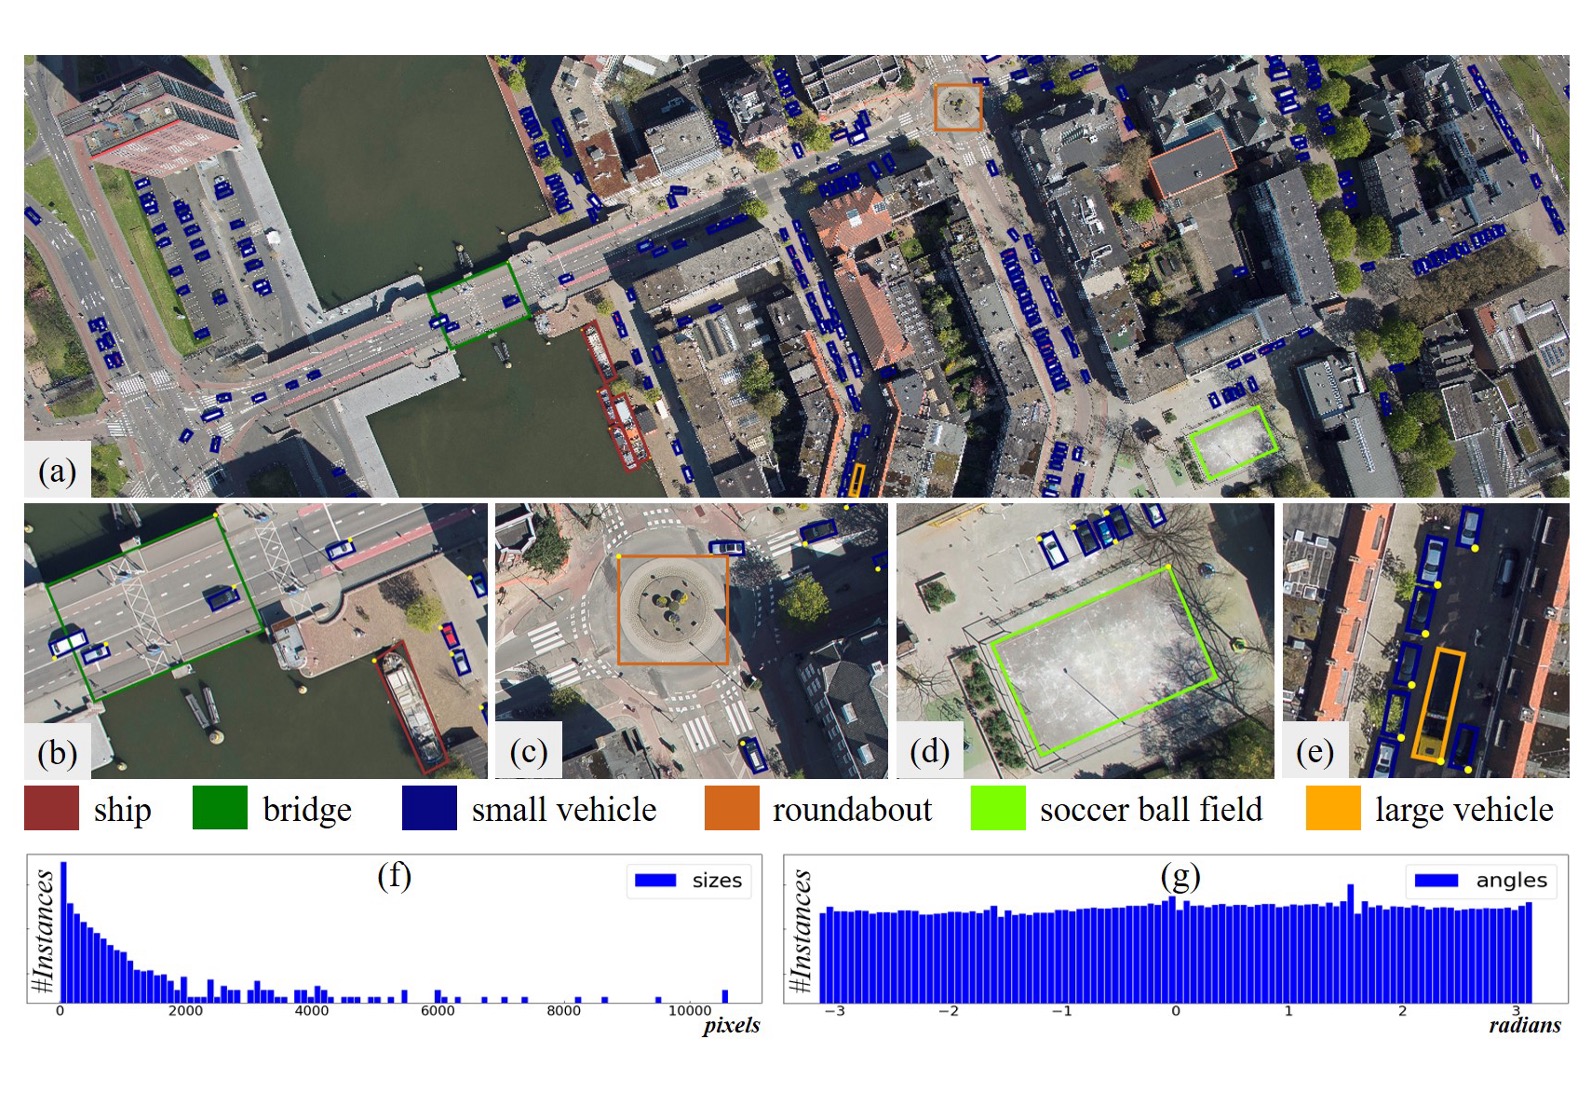 (a)
(b) (c) (d) (e)
ship bridge small vehicle roundabout soccer ball field large vehicle
(f)
sizes
#Instances
0 2000 4000 6000 8000 10000
pixels
(g)
angles
#Instances
−3 −2 −1 0 1 2 3
radians